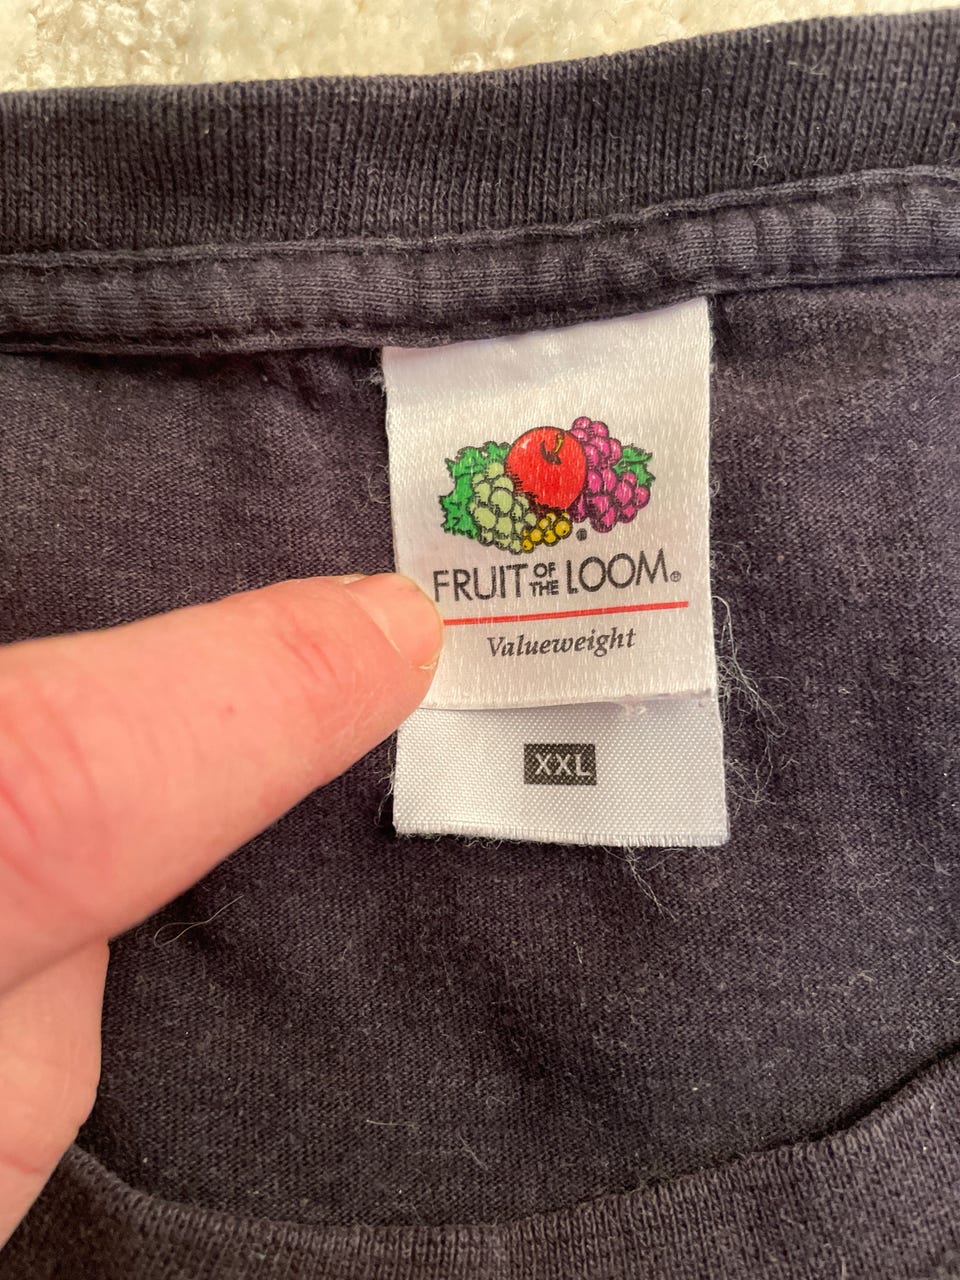 FRUIT OF THE LOOM®
Valueweight
XXL